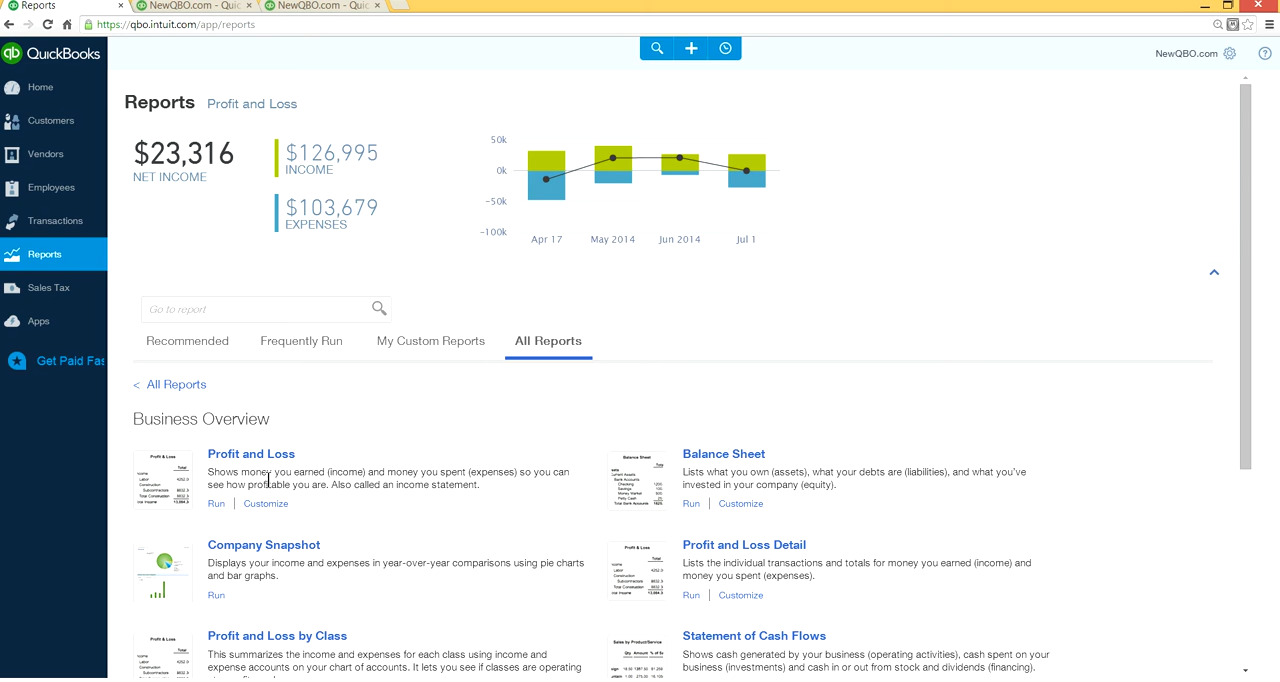 Reports
NewQBO.com - Quic
NewQBO.com - Quic
https://qbo.intuit.com/app/reports
qb QuickBooks
NewQBO.com
Home
Customers
Vendors
Employees
Transactions
Reports
Sales Tax
Apps
Get Paid Fas
Reports Profit and Loss
$23,316
NET INCOME
$126,995
INCOME
$103,679
EXPENSES
50k
0k
-50k
-100k
Apr 17 May 2014 Jun 2014 Jul 1
Go to report
Recommended Frequently Run My Custom Reports All Reports
< All Reports
Business Overview
Profit and Loss
Shows money you earned (income) and money you spent (expenses) so you can
see how profitable you are. Also called an income statement.
Run | Customize
Balance Sheet
Lists what you own (assets), what your debts are (liabilities), and what you've
invested in your company (equity).
Run | Customize
Company Snapshot
Displays your income and expenses in year-over-year comparisons using pie charts
and bar graphs.
Run
Profit and Loss Detail
Lists the individual transactions and totals for money you earned (income) and
money you spent (expenses).
Run | Customize
Profit and Loss by Class
This summarizes the income and expenses for each class using income and
expense accounts on your chart of accounts. It lets you see if classes are operating
Statement of Cash Flows
Shows cash generated by your business (operating activities), cash spent on your
business (investments) and cash in or out from stock and dividends (financing).